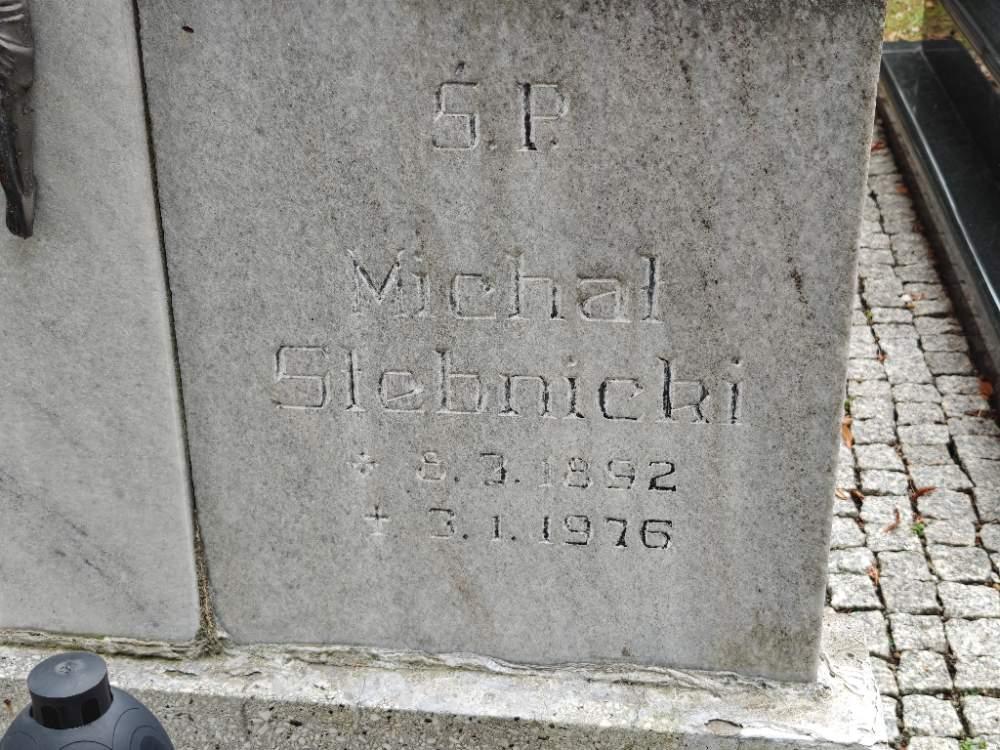 Ś.P.
Michał
Słebnicki
* 8.3.1892
+ 3.1.1976